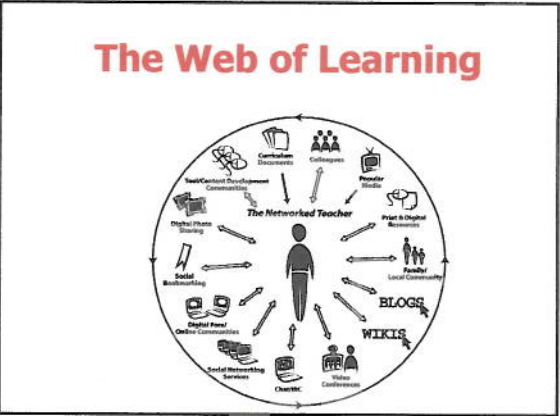 The Web of Learning
Curriculum
Documents
Colleagues
Popular
Media
Tool/Content Development
Communities
The Networked Teacher
Digital Photo
Sharing
Print & Digital
Resources
Social
Bookmarking
Family/
Local Community
BLOGS
Digital Fora/
Online Communities
WIKIS
Social Networking
Services
Chat/IRC
Video
Conferences